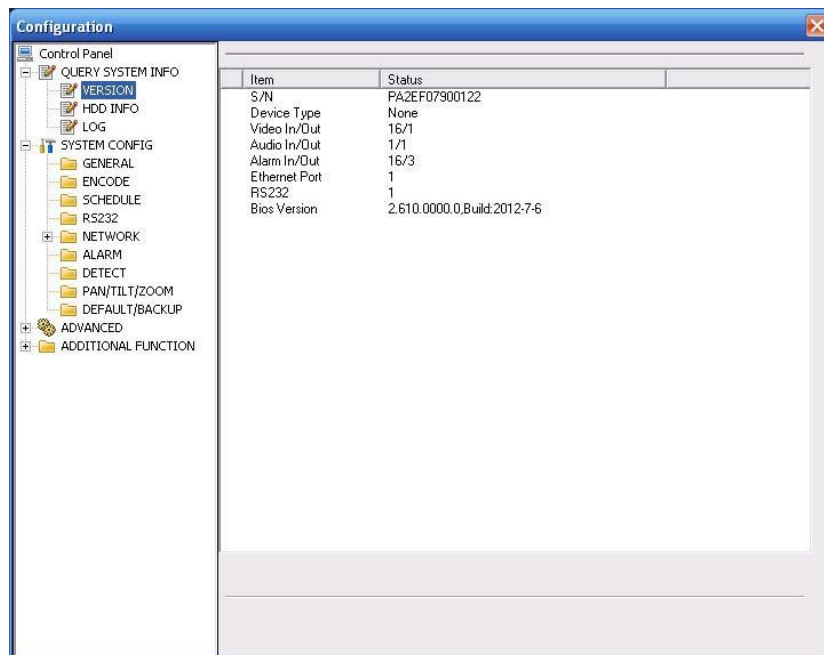 Configuration
Control Panel
QUERY SYSTEM INFO
VERSION
HDD INFO
LOG
SYSTEM CONFIG
GENERAL
ENCODE
SCHEDULE
RS232
NETWORK
ALARM
DETECT
PAN/TILT/ZOOM
DEFAULT/BACKUP
ADVANCED
ADDITIONAL FUNCTION
Item Status
S/N PA2EF07900122
Device Type None
Video In/Out 16/1
Audio In/Out 1/1
Alarm In/Out 16/3
Ethernet Port 1
RS232 1
Bios Version 2.610.0000.0,Build:2012-7-6